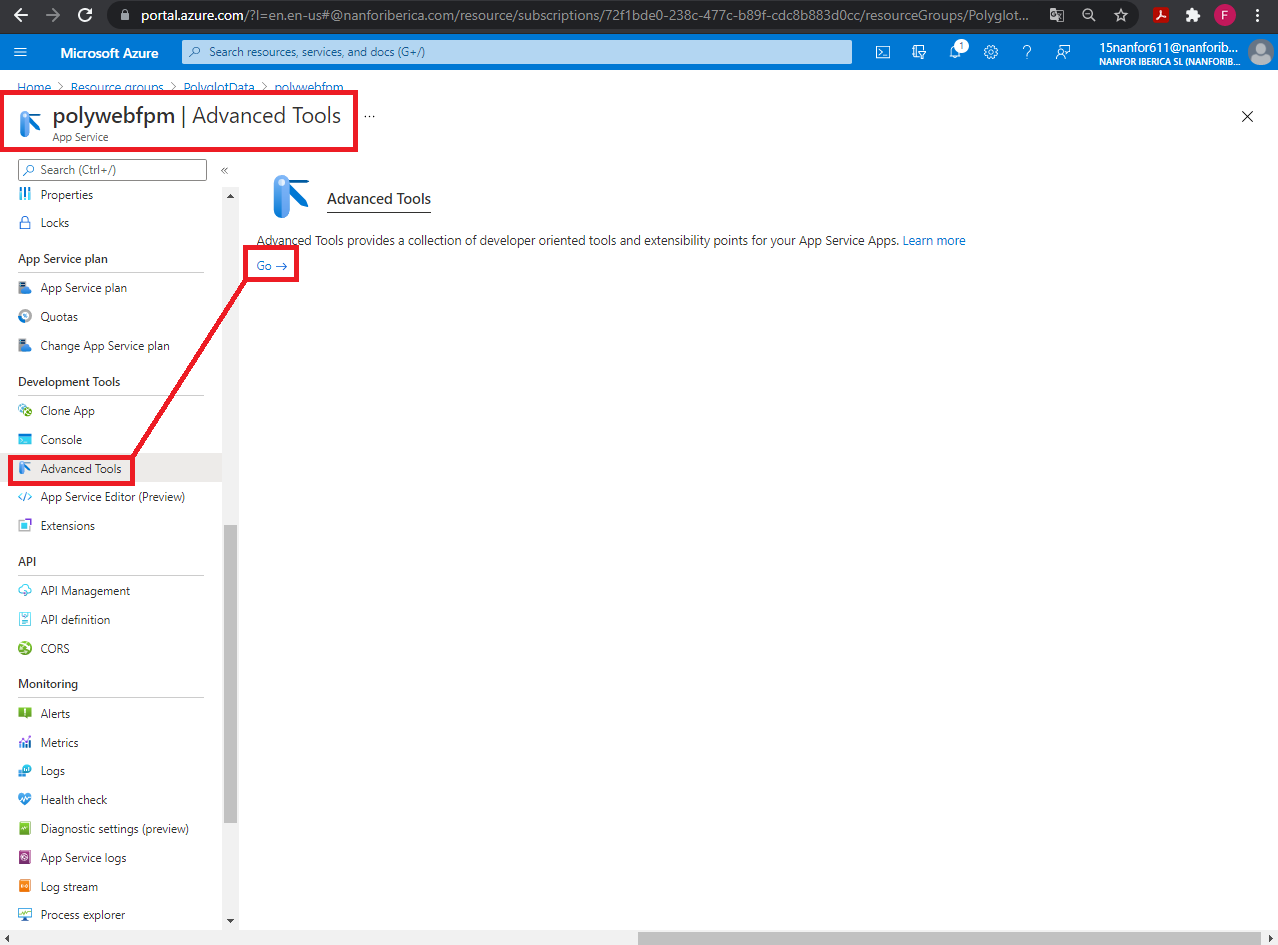 portal.azure.com/?l=en.en-us#@nanforiberica.com/resource/subscriptions/72f1bde0-238c-477c-b89f-cdc8b883d0cc/resourceGroups/Polyglot...
F
Microsoft Azure
Search resources, services, and docs (G+/)
1
15nanfor611@nanforib...
NANFOR IBERICA SL (NANFORIB...
Home > Resource groups > PolyglotData > polywebfpm
polywebfpm | Advanced Tools ...
App Service
Search (Ctrl+/)
«
Properties
Locks
App Service plan
App Service plan
Quotas
Change App Service plan
Development Tools
Clone App
Console
Advanced Tools
App Service Editor (Preview)
Extensions
API
API Management
API definition
CORS
Monitoring
Alerts
Metrics
Logs
Health check
Diagnostic settings (preview)
App Service logs
Log stream
Process explorer
Advanced Tools
Advanced Tools provides a collection of developer oriented tools and extensibility points for your App Service Apps. Learn more
Go →